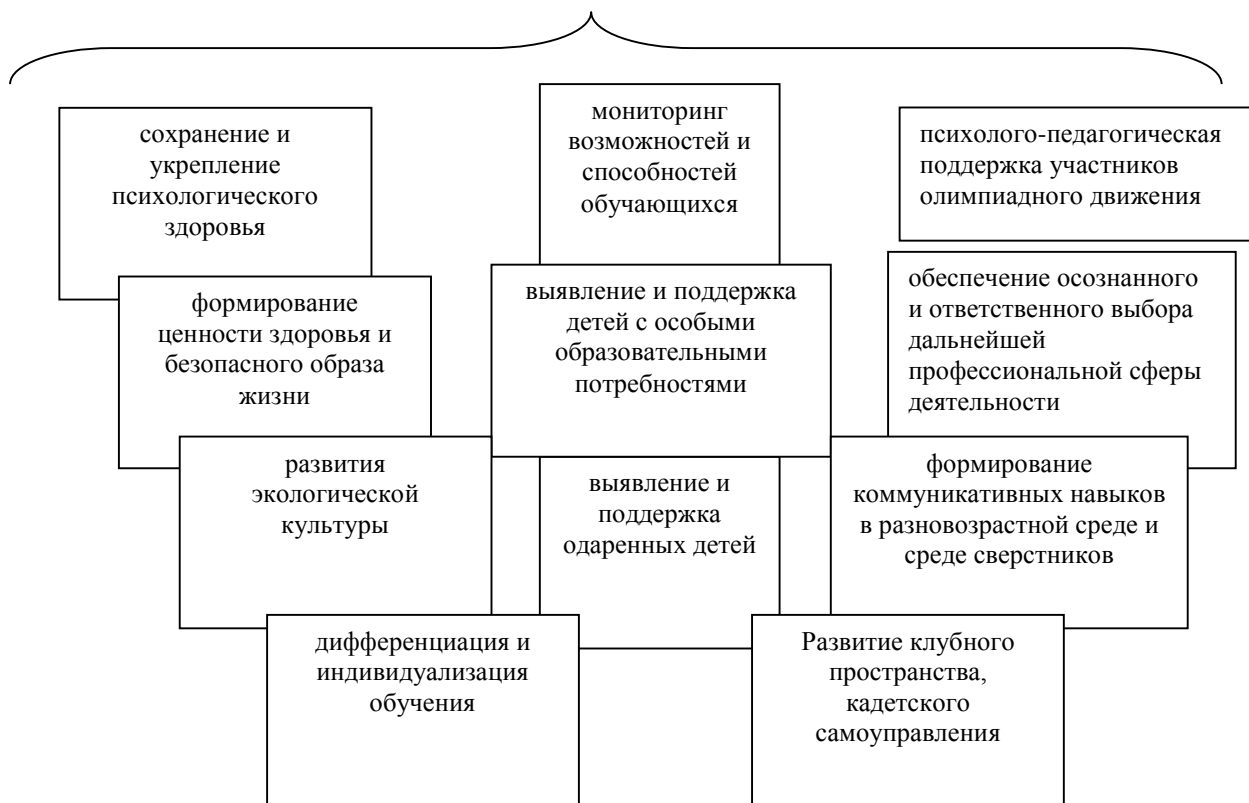 сохранение и
укрепление
психологического
здоровья
мониторинг
возможностей и
способностей
обучающихся
психолого-педагогическая
поддержка участников
олимпиадного движения
формирование
ценности здоровья и
безопасного образа
жизни
выявление и поддержка
детей с особыми
образовательными
потребностями
обеспечение осознанного
и ответственного выбора
дальнейшей
профессиональной сферы
деятельности
развития
экологической
культуры
выявление и
поддержка
одаренных детей
формирование
коммуникативных навыков
в разновозрастной среде и
среде сверстников
дифференциация и
индивидуализация
обучения
Развитие клубного
пространства,
кадетского
самоуправления